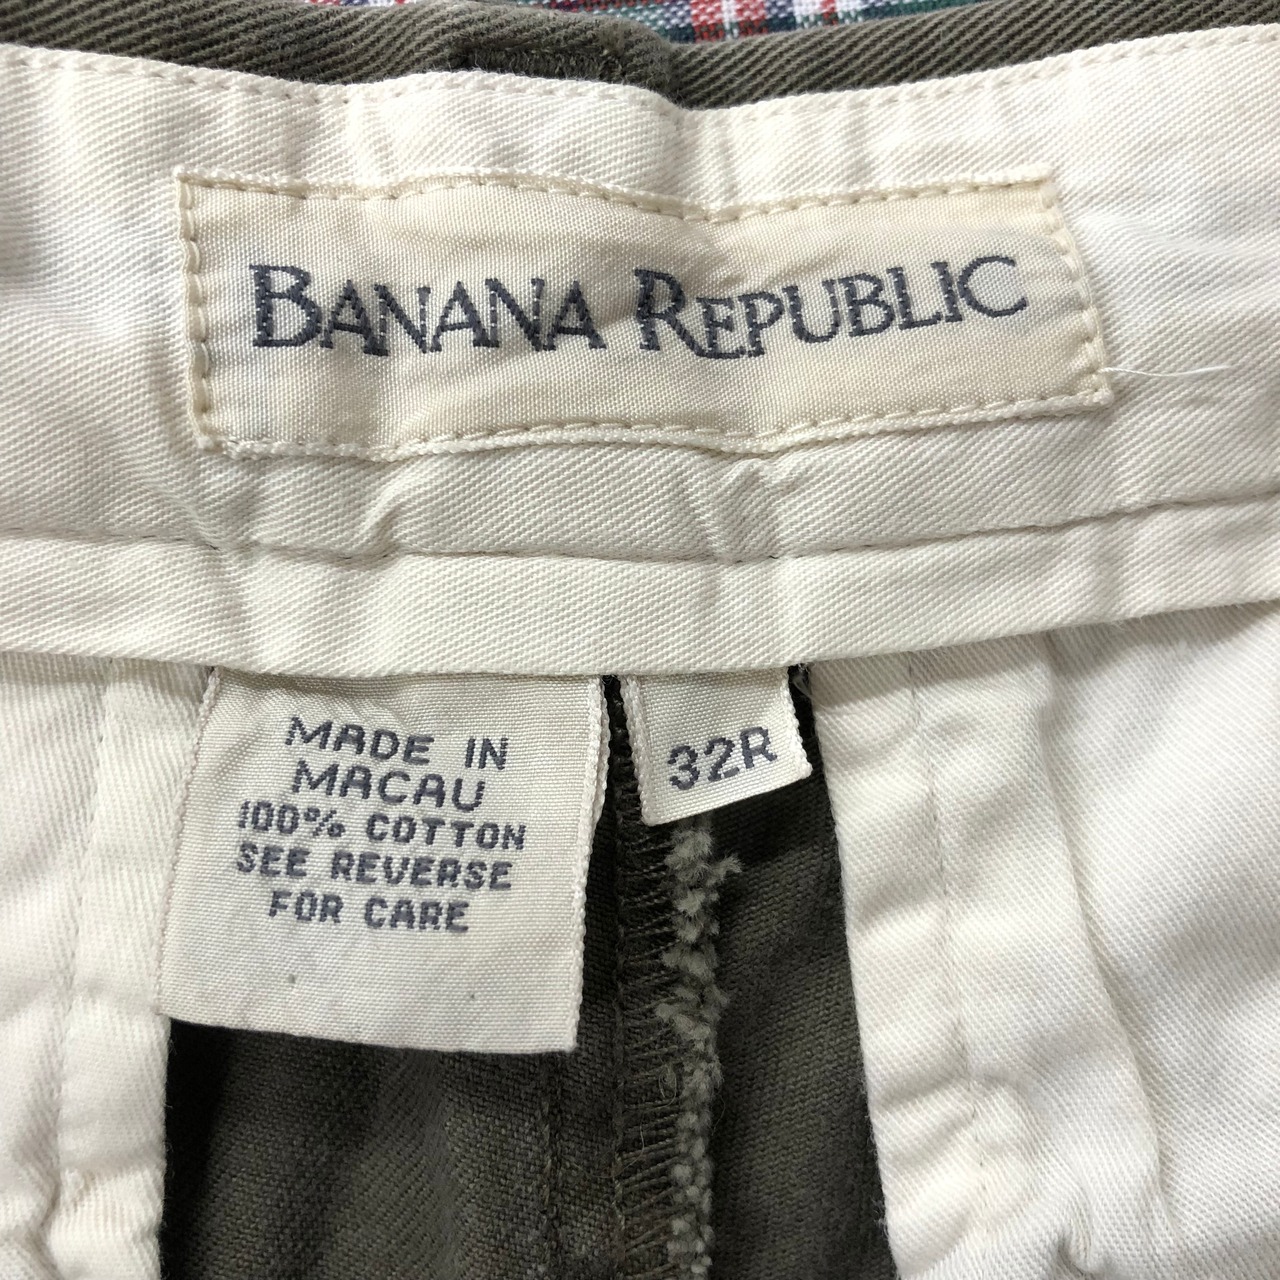 BANANA REPUBLIC
MADE IN
MACAU
100% COTTON
SEE REVERSE
FOR CARE
32R